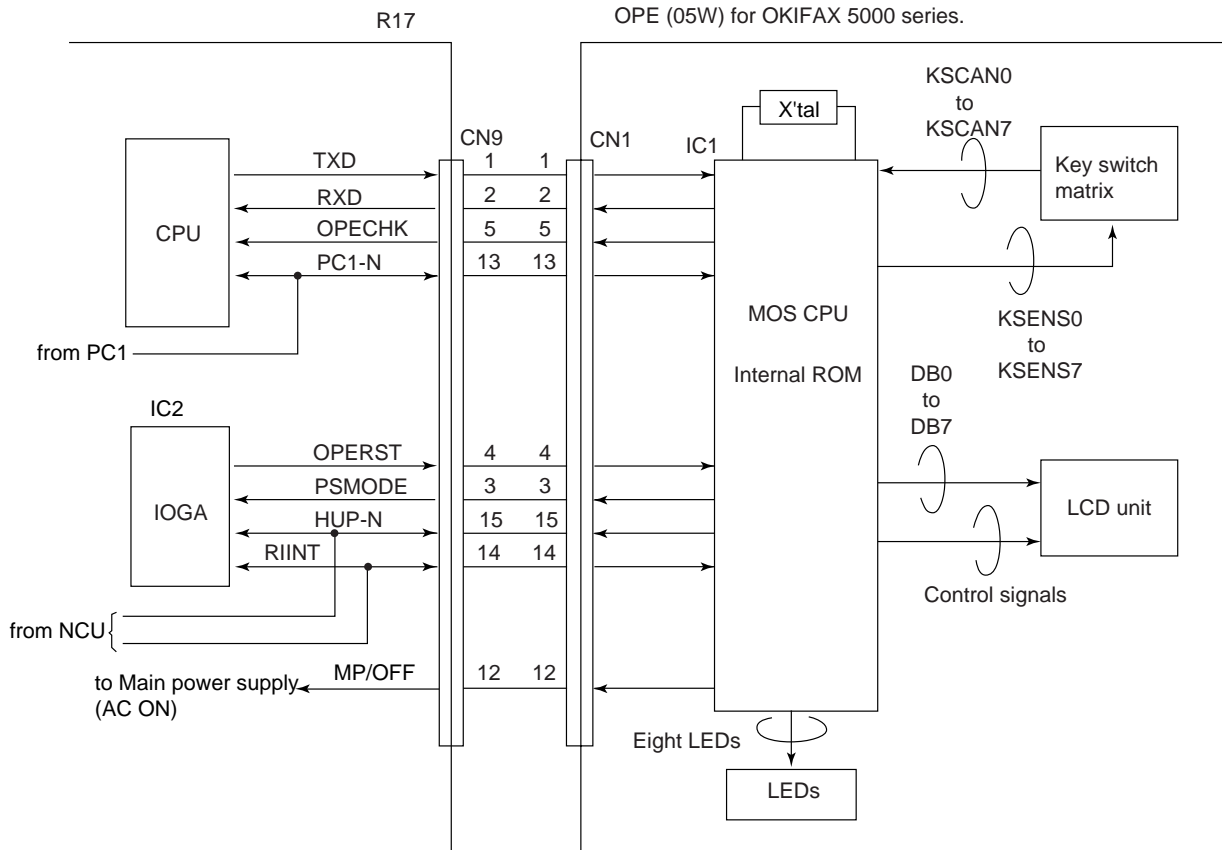 R17
OPE (05W) for OKIFAX 5000 series.
KSCAN0
to
KSCAN7
X'tal
CN9
CN1
IC1
Key switch
matrix
CPU
TXD
1
1
RXD
2
2
OPECHK
5
5
PC1-N
13
13
from PC1
MOS CPU
Internal ROM
KSENS0
to
KSENS7
DB0
to
DB7
IC2
IOGA
OPERST
4
4
PSMODE
3
3
HUP-N
15
15
RIINT
14
14
LCD unit
Control signals
from NCU
to Main power supply
(AC ON)
MP/OFF
12
12
Eight LEDs
LEDs